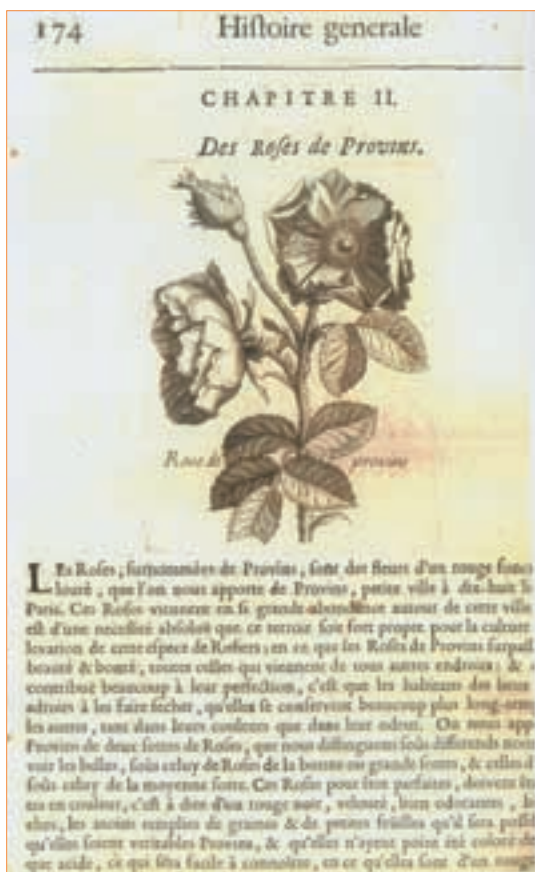 174 Hiſtoire generale
CHAPITRE II.
Des Roſes de Provins.
Rose de provins
LEs Roſes, ſurnommées de Provins, ſont des fleurs d'un rouge foncé
louté, que l'on nous apporte de Provins, petite ville à dix-huit li
Paris. Ces Roſes viennent en ſi grande abondance autour de cette ville
eſt d'une neceſſité abſoluë que ce terroir ſoit fort propre pour la culture
levation de cette eſpece de Roſiers; en ce que les Roſes de Provins ſurpaſſ
beauté & bonté, toutes celles qui viennent de tous autres endroits: &
contribuë beaucoup à leur perfection, c'eſt que les habitans des lieux
adroits à les faire ſecher, qu'elles ſe conſervent beaucoup plus long-temp
les autres, tant dans leurs couleurs que dans leur odeur. On nous app
Provins de deux ſortes de Roſes, que nous diſtinguons ſous differends noms
voir les belles, ſous celuy de Roſes de la bonne ou grande ſorte, & celles d
ſous celuy de la moyenne ſorte. Ces Roſes pour être parfaites, doivent êt
tes en couleur, c'eſt à dire d'un rouge noir, velouté, bien odorantes,
ches, les moins remplies de graines & de petites feüilles qu'il ſera poſſib
qu'elles ſoient veritables Provins, & qu'elles n'ayent point été coloré
que acide, ce qui ſera facile à connoître, en ce qu'elles ſont d'un rouge